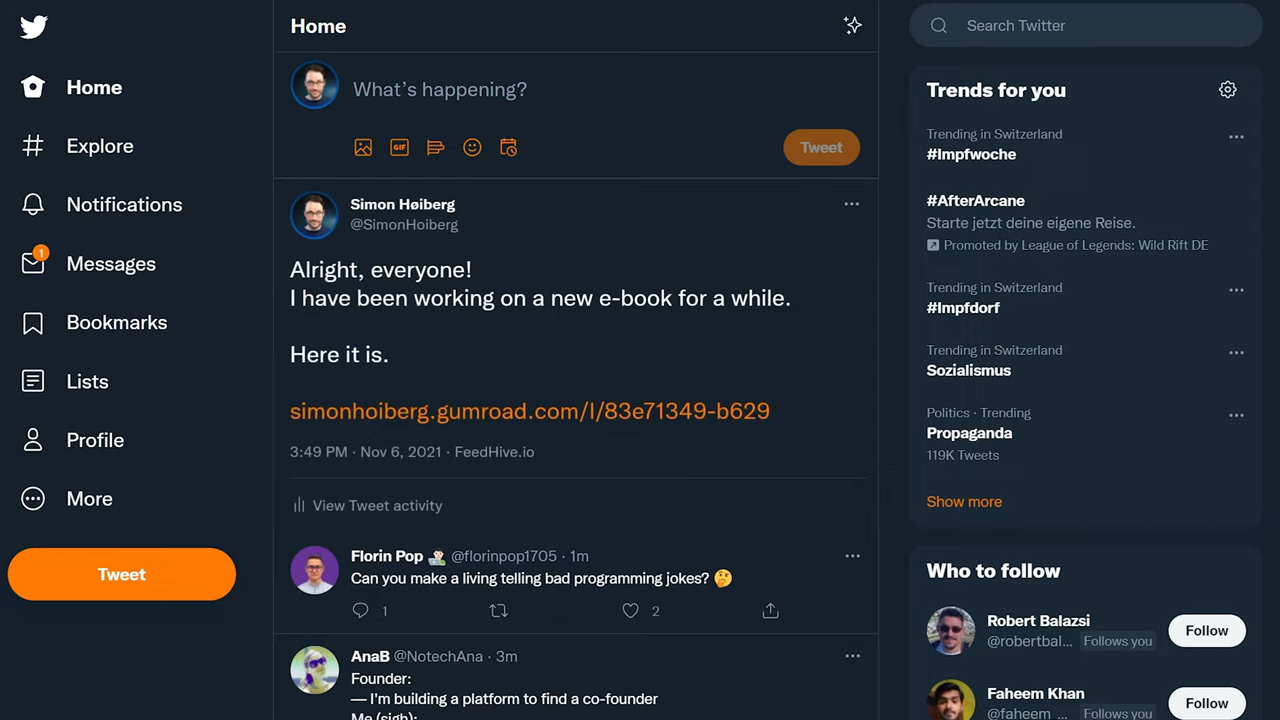 Home
Explore
Notifications
1
Messages
Bookmarks
Lists
Profile
More
Tweet
Home
What's happening?
GIF
Tweet
Simon Høiberg
@SimonHoiberg
Alright, everyone!
I have been working on a new e-book for a while.
Here it is.
simonhoiberg.gumroad.com/l/83e71349-b629
3:49 PM · Nov 6, 2021 · FeedHive.io
View Tweet activity
Florin Pop 👨🏻‍💻 @florinpop1705 · 1m
Can you make a living telling bad programming jokes? 🤔
1 2
AnaB @NotechAna · 3m
Founder:
— I'm building a platform to find a co-founder
Me (sigh):
Search Twitter
Trends for you
Trending in Switzerland
#Impfwoche
#AfterArcane
Starte jetzt deine eigene Reise.
Promoted by League of Legends: Wild Rift DE
Trending in Switzerland
#Impfdorf
Trending in Switzerland
Sozialismus
Politics · Trending
Propaganda
119K Tweets
Show more
Who to follow
Robert Balazsi
@robertbal... Follows you
Follow
Faheem Khan
@faheem_... Follows you
Follow